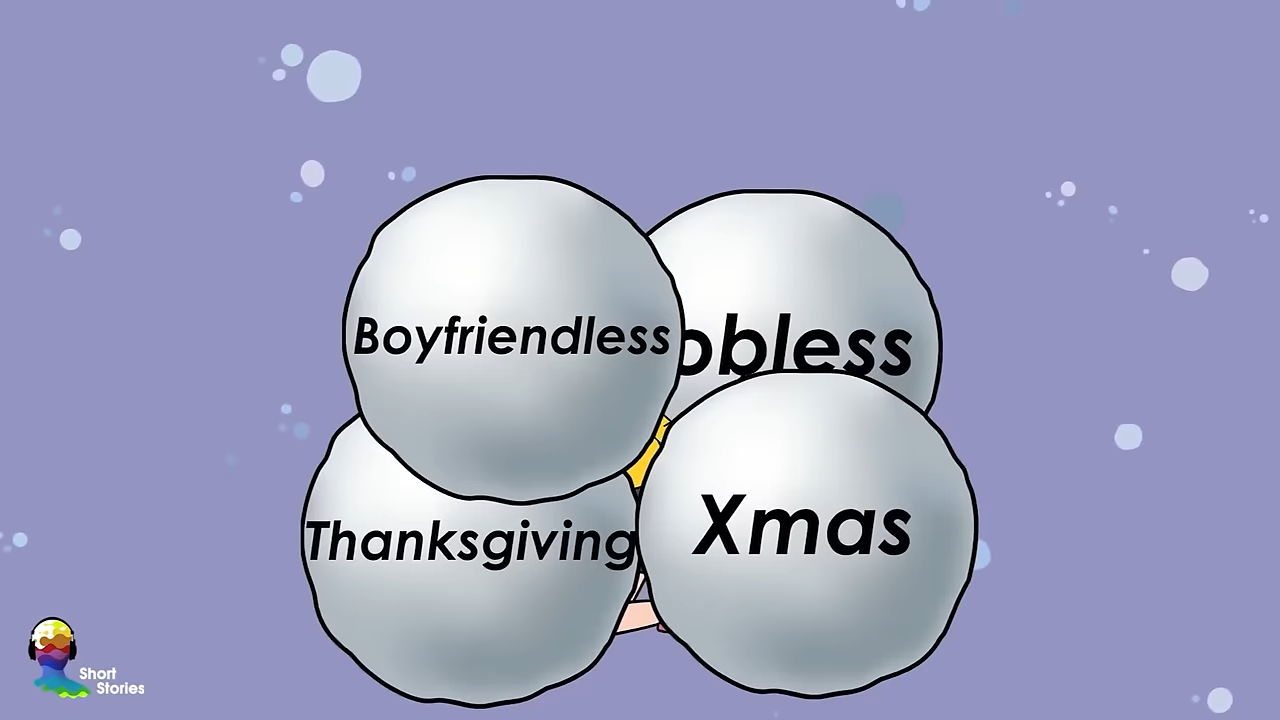 Boyfriendless
obless
Thanksgiving
Xmas
Short
Stories